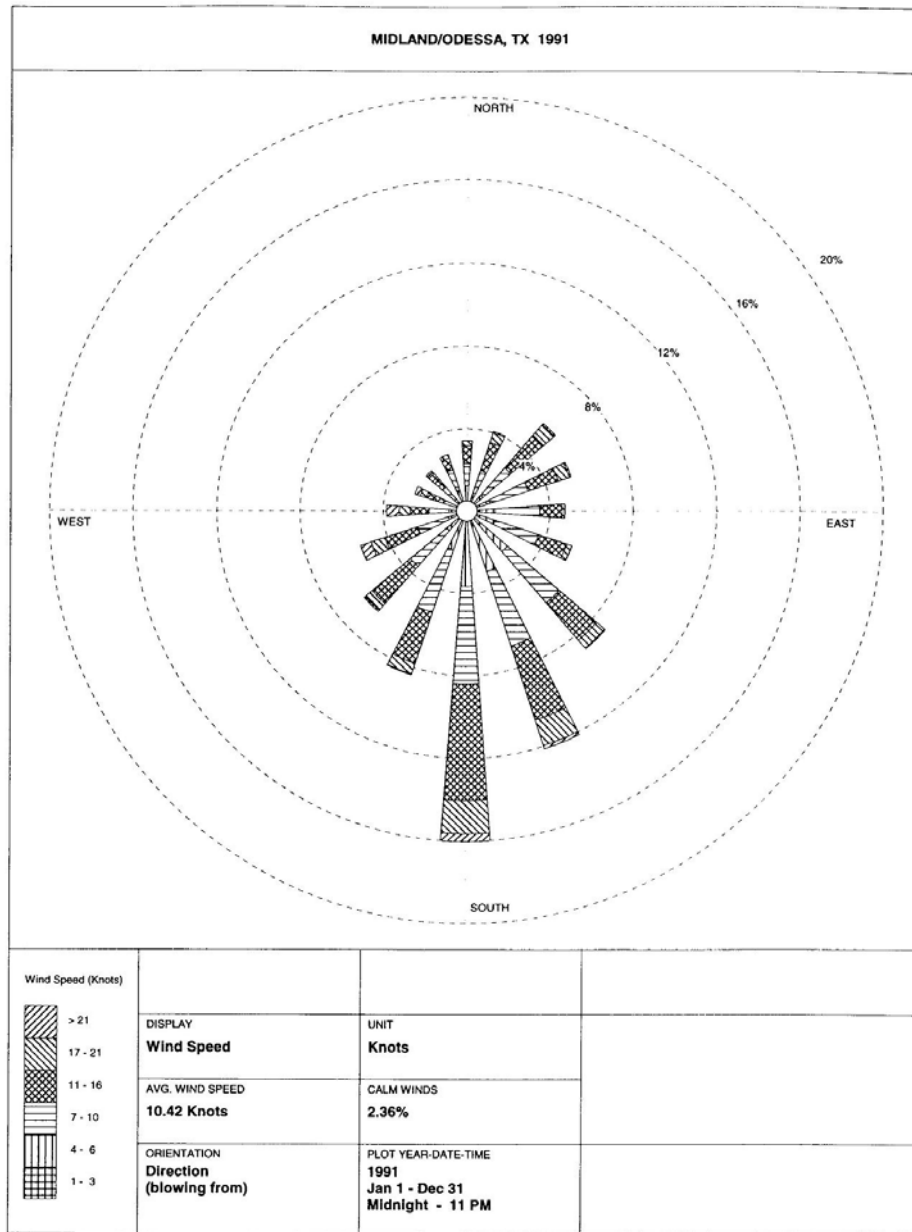 MIDLAND/ODESSA, TX 1991
NORTH
20%
16%
12%
8%
4%
WEST
EAST
SOUTH
Wind Speed (Knots)
> 21
17 - 21
11 - 16
7 - 10
4 - 6
1 - 3
DISPLAY
Wind Speed
UNIT
Knots
AVG. WIND SPEED
10.42 Knots
CALM WINDS
2.36%
ORIENTATION
Direction
(blowing from)
PLOT YEAR-DATE-TIME
1991
Jan 1 - Dec 31
Midnight - 11 PM